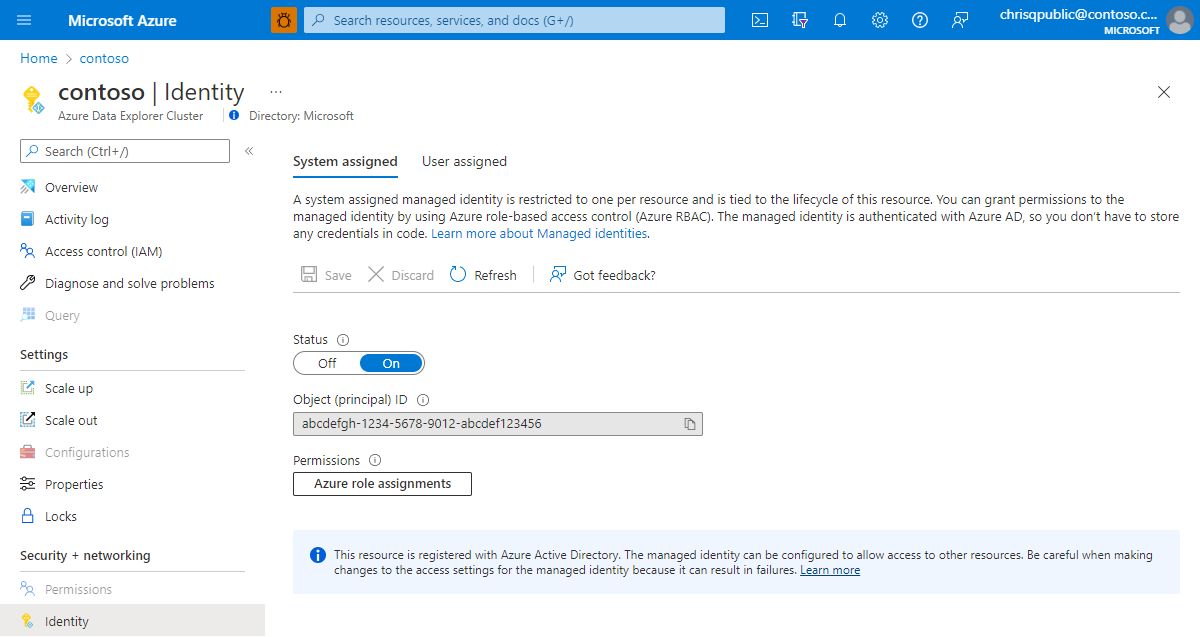 Microsoft Azure
Search resources, services, and docs (G+/)
chrisqpublic@contoso.c...
MICROSOFT
Home > contoso
contoso | Identity ...
Azure Data Explorer Cluster
Directory: Microsoft
Search (Ctrl+/)
Overview
Activity log
Access control (IAM)
Diagnose and solve problems
Query
Settings
Scale up
Scale out
Configurations
Properties
Locks
Security + networking
Permissions
Identity
System assigned
User assigned
A system assigned managed identity is restricted to one per resource and is tied to the lifecycle of this resource. You can grant permissions to the
managed identity by using Azure role-based access control (Azure RBAC). The managed identity is authenticated with Azure AD, so you don't have to store
any credentials in code. Learn more about Managed identities.
Save
Discard
Refresh
Got feedback?
Status
Off
On
Object (principal) ID
abcdefgh-1234-5678-9012-abcdef123456
Permissions
Azure role assignments
This resource is registered with Azure Active Directory. The managed identity can be configured to allow access to other resources. Be careful when making
changes to the access settings for the managed identity because it can result in failures. Learn more